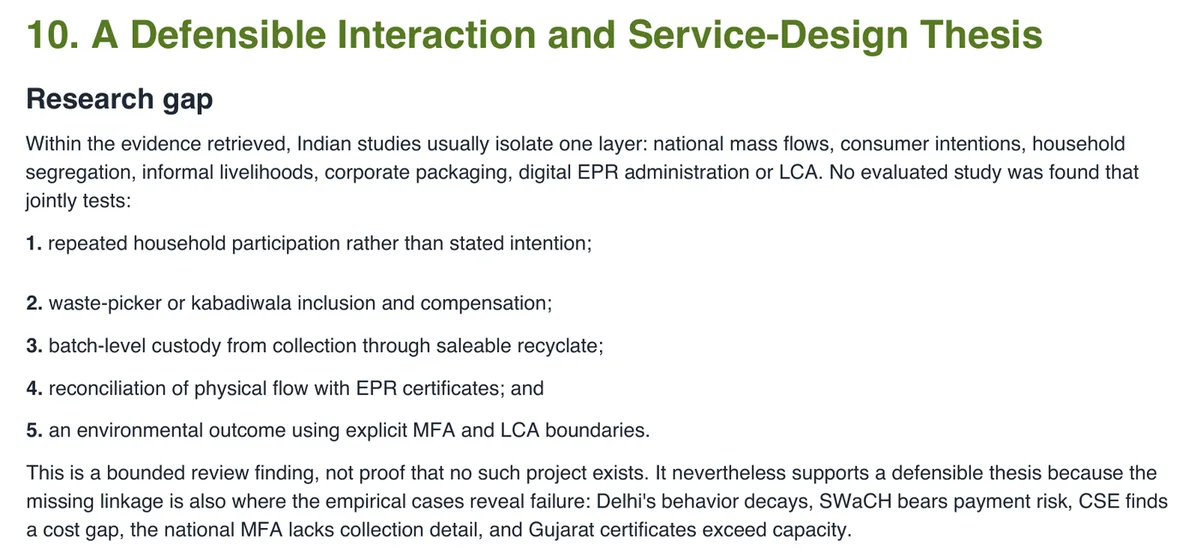 10. A Defensible Interaction and Service-Design Thesis
Research gap
Within the evidence retrieved, Indian studies usually isolate one layer: national mass flows, consumer intentions, household
segregation, informal livelihoods, corporate packaging, digital EPR administration or LCA. No evaluated study was found that
jointly tests:
1. repeated household participation rather than stated intention;
2. waste-picker or kabadiwala inclusion and compensation;
3. batch-level custody from collection through saleable recyclate;
4. reconciliation of physical flow with EPR certificates; and
5. an environmental outcome using explicit MFA and LCA boundaries.
This is a bounded review finding, not proof that no such project exists. It nevertheless supports a defensible thesis because the
missing linkage is also where the empirical cases reveal failure: Delhi's behavior decays, SWaCH bears payment risk, CSE finds
a cost gap, the national MFA lacks collection detail, and Gujarat certificates exceed capacity.